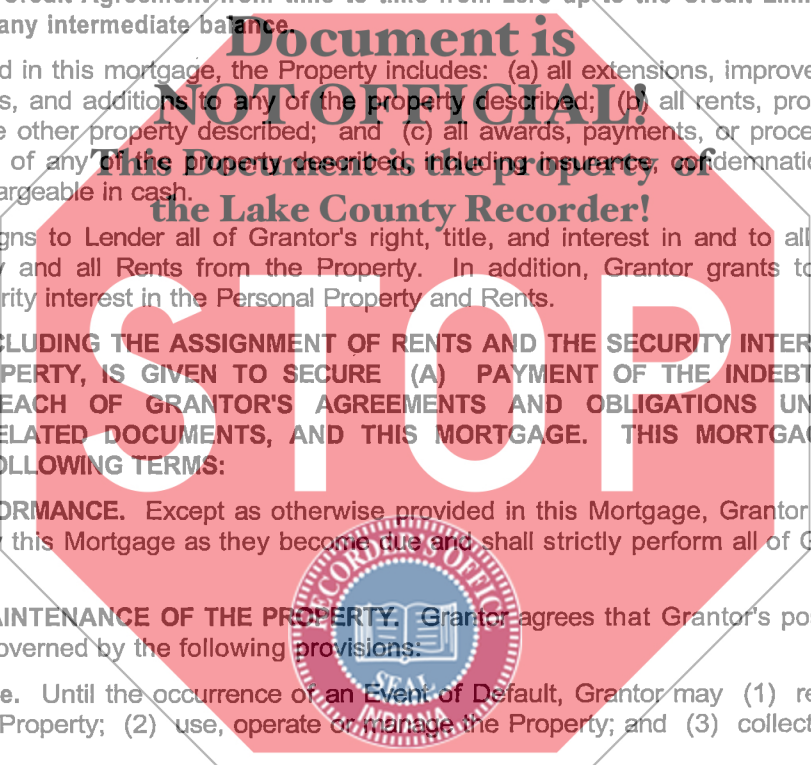 Credit Agreement from time to time from zero up to the Credit Limit
any intermediate balance.
Document is
d in this mortgage, the Property includes: (a) all extensions, improve
s, and additions to any of the property described; (b) all rents, pro
NOT OFFICIAL!
e other property described; and (c) all awards, payments, or proce
of any of the property described, including insurance, condemnatio
This Document is the property of
argeable in cash.
the Lake County Recorder!
gns to Lender all of Grantor's right, title, and interest in and to all
y and all Rents from the Property. In addition, Grantor grants to
rity interest in the Personal Property and Rents.
STOP
CLUDING THE ASSIGNMENT OF RENTS AND THE SECURITY INTER
PERTY, IS GIVEN TO SECURE (A) PAYMENT OF THE INDEBT
EACH OF GRANTOR'S AGREEMENTS AND OBLIGATIONS UN
ELATED DOCUMENTS, AND THIS MORTGAGE. THIS MORTGA
OLLOWING TERMS:
ORMANCE. Except as otherwise provided in this Mortgage, Grantor
y this Mortgage as they become due and shall strictly perform all of G
RECORDER'S OFFICE
AINTENANCE OF THE PROPERTY. Grantor agrees that Grantor's po
overned by the following provisions:
SEAL
e. Until the occurrence of an Event of Default, Grantor may (1) re
Property; (2) use, operate or manage the Property; and (3) collect
INDIANA